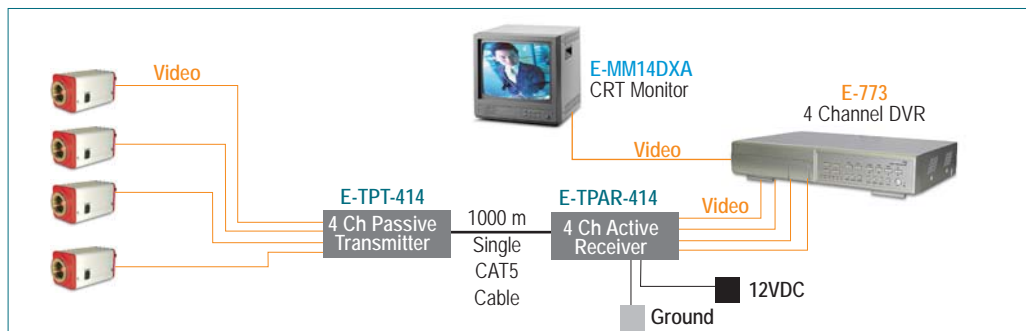 Video
E-MM14DXA
CRT Monitor
E-773
4 Channel DVR
Video
E-TPT-414
4 Ch Passive
Transmitter
1000 m
Single
CAT5
Cable
E-TPAR-414
4 Ch Active
Receiver
Video
12VDC
Ground